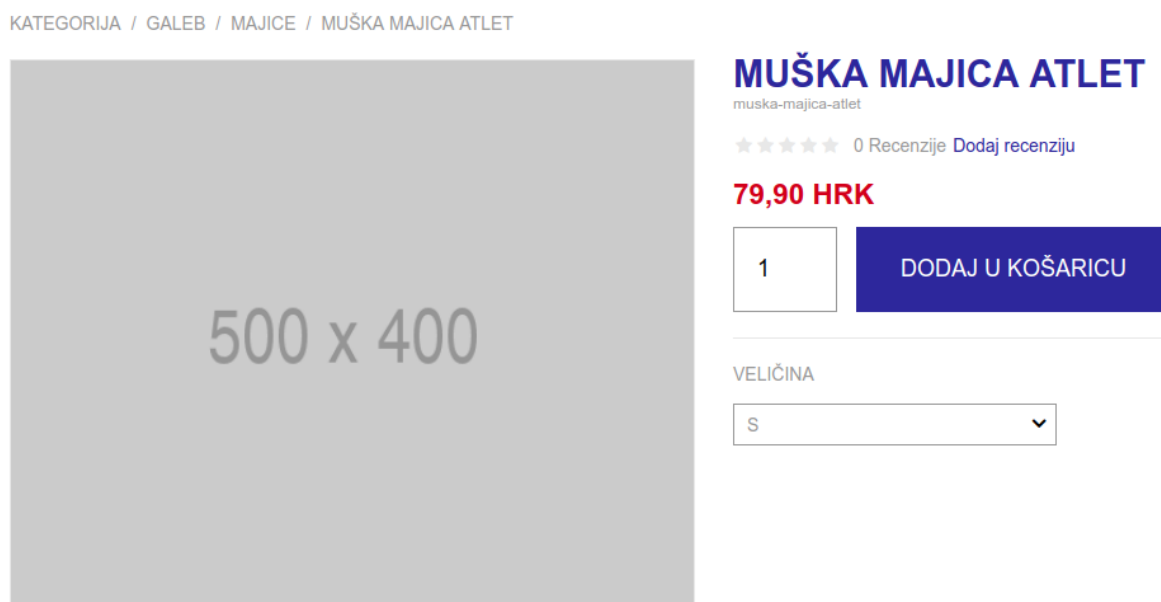 KATEGORIJA / GALEB / MAJICE / MUŠKA MAJICA ATLET
500 x 400
MUŠKA MAJICA ATLET
muska-majica-atlet
0 Recenzije Dodaj recenziju
79,90 HRK
1
DODAJ U KOŠARICU
VELIČINA
S